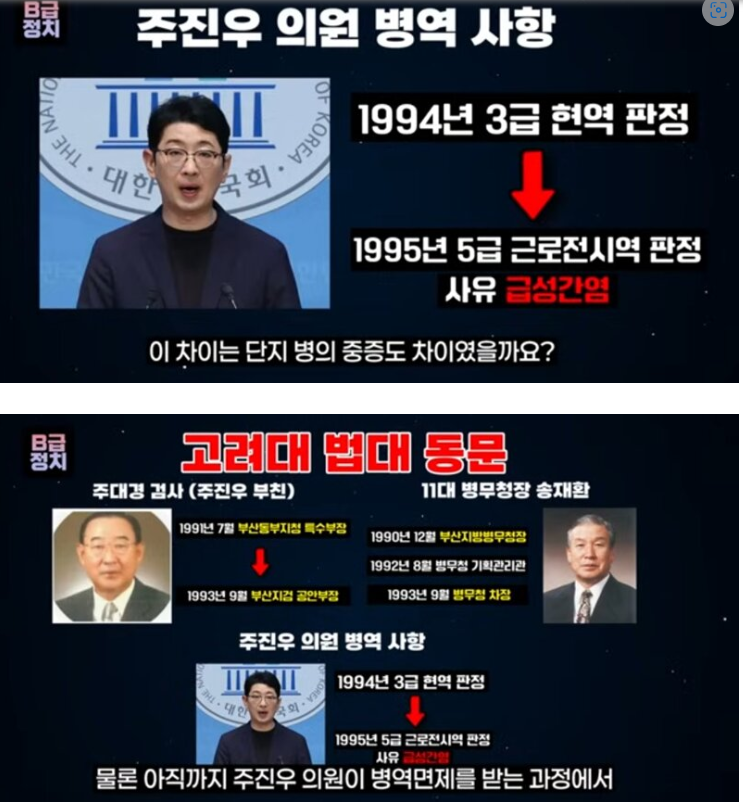 B급
정치
주진우 의원 병역 사항
THE NATIO
OF KOREA
대한
국회
1994년 3급 현역 판정
1995년 5급 근로전시역 판정
사유 급성간염
이 차이는 단지 병의 중증도 차이였을까요?
B급
정치
고려대 법대 동문
주대경 검사 (주진우 부친)
11대 병무청장 송재환
1991년 7월 부산동부지청 특수부장
1993년 9월 부산지검 공안부장
1990년 12월 부산지방병무청장
1992년 8월 병무청 기획관리관
1993년 9월 병무청 차장
주진우 의원 병역 사항
대한
국회
1994년 3급 현역 판정
1995년 5급 근로전시역 판정
사유 급성간염
물론 아직까지 주진우 의원이 병역면제를 받는 과정에서